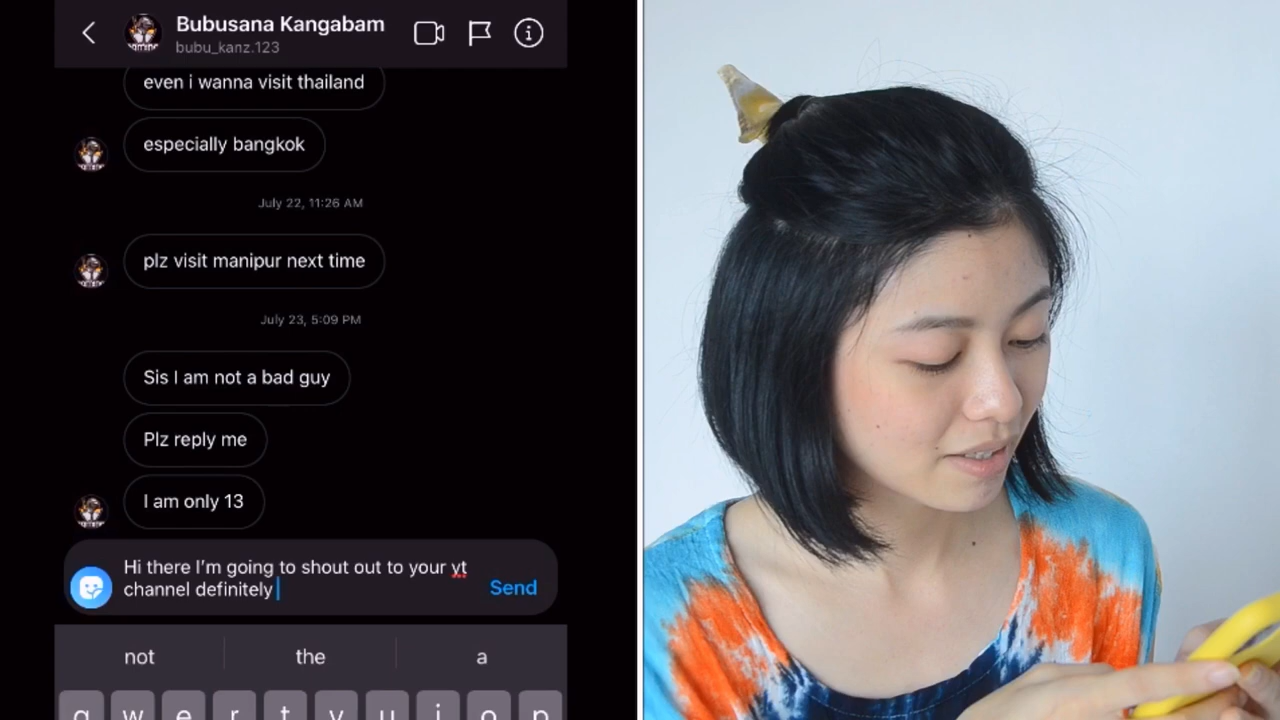 Bubusana Kangabam
bubu_kanz.123
even i wanna visit thailand
especially bangkok
July 22, 11:26 AM
plz visit manipur next time
July 23, 5:09 PM
Sis I am not a bad guy
Plz reply me
I am only 13
Hi there I'm going to shout out to your yt
channel definitely
Send
not the a
q w e r t y u i o p